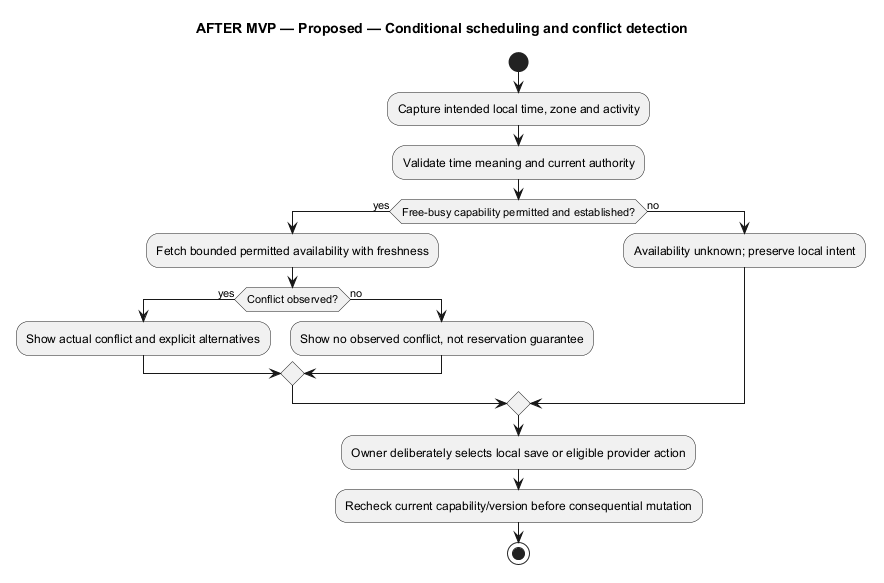 AFTER MVP — Proposed — Conditional scheduling and conflict detection
Capture intended local time, zone and activity
Validate time meaning and current authority
yes
Free-busy capability permitted and established?
no
Fetch bounded permitted availability with freshness
Availability unknown; preserve local intent
yes
Conflict observed?
no
Show actual conflict and explicit alternatives
Show no observed conflict, not reservation guarantee
Owner deliberately selects local save or eligible provider action
Recheck current capability/version before consequential mutation